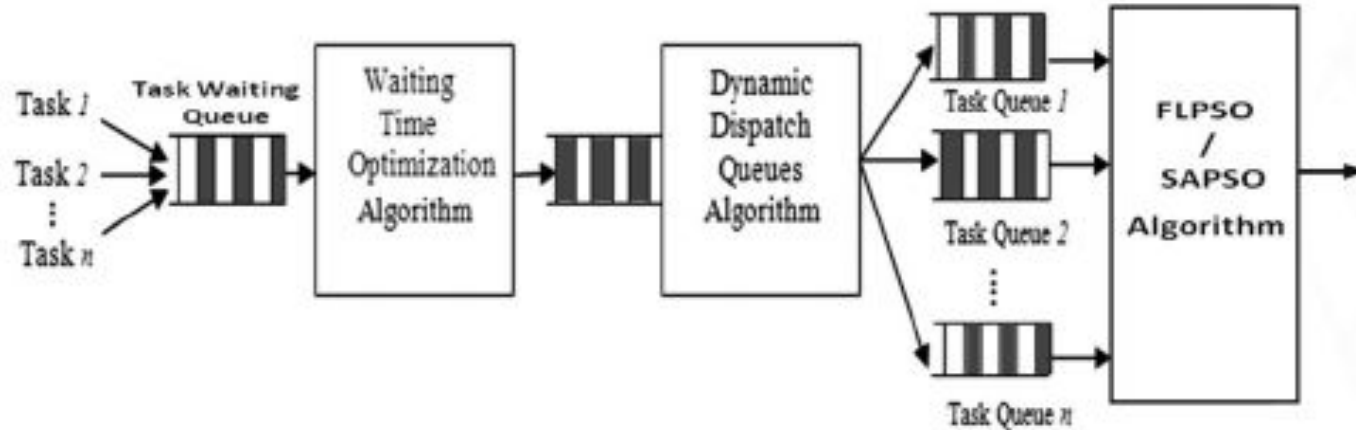 Task 1
Task 2
Task n
Task Waiting
Queue
Waiting
Time
Optimization
Algorithm
Dynamic
Dispatch
Queues
Algorithm
Task Queue 1
Task Queue 2
Task Queue n
FLPSO
/
SAPSO
Algorithm